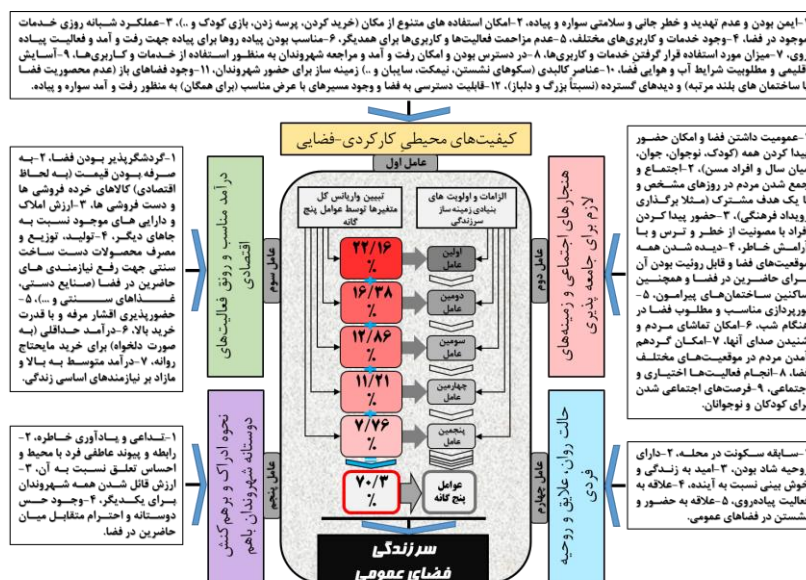 ۱-ایمن بودن و عدم تهدید و خطر جانی و سلامتی سواره و پیاده، ۲-امکان استفاده های متنوع از مکان (خرید کردن، پرسه زدن، بازی کودک و ..)، ۳-عملکرد شبانه روزی خدمات
موجود در فضا، ۴-وجود خدمات و کاربری‌های مختلف، ۵-عدم مزاحمت فعالیت‌ها و کاربری‌ها برای همدیگر، ۶-مناسب بودن پیاده روها برای پیاده جهت رفت و آمد و فعالیت پیاده
روی، ۷-میزان مورد استفاده قرار گرفتن خدمات و کاربری‌ها، ۸-در دسترس بودن و امکان رفت و آمد و مراجعه شهروندان به منظور استفاده از خدمات و کاربری‌ها، ۹-آسایش
اقلیمی و مطلوبیت شرایط آب و هوایی فضا، ۱۰-عناصر کالبدی (سکوهای نشستن، نیمکت، سایبان و ..) زمینه ساز برای حضور شهروندان، ۱۱-وجود فضاهای باز (عدم محصوریت فضا
با ساختمان های بلند مرتبه) و دیدهای گسترده (نسبتاً بزرگ و دلباز)، ۱۲-قابلیت دسترسی به فضا و وجود مسیرهای با عرض مناسب (برای همگان) به منظور رفت و آمد سواره و پیاده.
کیفیت‌های محیطیِ کارکردی-فضایی
عامل اول
۱-عمومیت داشتن فضا و امکان حضور
پیدا کردن همه (کودک، نوجوان، جوان،
میان سال و افراد مسن)، ۲-اجتماع و
جمع شدن مردم در روزهای مشخص و
با یک هدف مشترک (مثلا برگذاری
رویداد فرهنگی)، ۳-حضور پیدا کردن
افراد با مصونیت از خطر و ترس و با
آرامش خاطر، ۴-دیده شدن همه
موقعیت‌های فضا و قابل روئیت بودن آن
برای حاضرین در فضا و همچنین
ساکنین ساختمان‌های پیرامون، ۵-
نورپردازی مناسب و مطلوب فضا در
هنگام شب، ۶-امکان تماشای مردم و
شنیدن صدای آنها، ۷-امکان گردهم
آمدن مردم در موقعیت‌های مختلف
فضا، ۸-انجام فعالیت‌ها اختیاری و
اجتماعی، ۹-فرصت‌های اجتماعی شدن
برای کودکان و نوجوانان.
هنجارهای اجتماعی و زمینه‌های
لازم برای جامعه پذیری
عامل دوم
الزامات و اولویت های
بنیادی زمینه ساز
سرزندگی
تبیین واریانس کل
متغیرها توسط عوامل پنج
گانه
اولین
عامل
۲۲/۱۶
٪
دومین
عامل
۱۶/۳۸
٪
سومین
عامل
۱۲/۸۶
٪
چهارمین
عامل
۱۱/۲۱
٪
پنجمین
عامل
۷/۷۶
٪
عوامل
پنج گانه
۷۰/۳
٪
عامل سوم
درآمد مناسب و رونق فعالیت‌های
اقتصادی
۱-گردشگرپذیر بودن فضا، ۲-به
صرفه بودن قیمت (به لحاظ
اقتصادی) کالاهای خرده فروشی ها
و دست فروشی ها، ۳-ارزش املاک
و دارایی های موجود نسبت به
جاهای دیگر، ۴-تولید، توزیع و
مصرف محصولات دست ساخت
سنتی جهت رفع نیازمندی های
حاضرین در فضا (صنایع دستی،
غذاهای سنتی و ..)، ۵-
حضورپذیری اقشار مرفه و با قدرت
خرید بالا، ۶-درآمد حداقلی (به
صورت دلخواه) برای خرید مایحتاج
روانه، ۷-درآمد متوسط به بالا و
مازاد بر نیازمندهای اساسی زندگی.
حالت روان، علایق و روحیه
فردی
عامل چهارم
۱-سابقه سکونت در محله، ۲-دارای
روحیه شاد بودن، ۳-امید به زندگی و
خوش بینی نسبت به آینده، ۴-علاقه به
فعالیت پیاده‌روی، ۵-علاقه به حضور و
نشستن در فضاهای عمومی.
عامل پنجم
نحوه ادراک و برهم کنش
دوستانه شهروندان باهم
۱-تداعی و یادآوری خاطره، ۲-
رابطه و پیوند عاطفی فرد با محیط و
احساس تعلق نسبت به آن، ۳-
ارزش قائل شدن همه شهروندان
برای یکدیگر، ۴-وجود حس
دوستانه و احترام متقابل میان
حاضرین در فضا.
سرزندگی
فضای عمومی